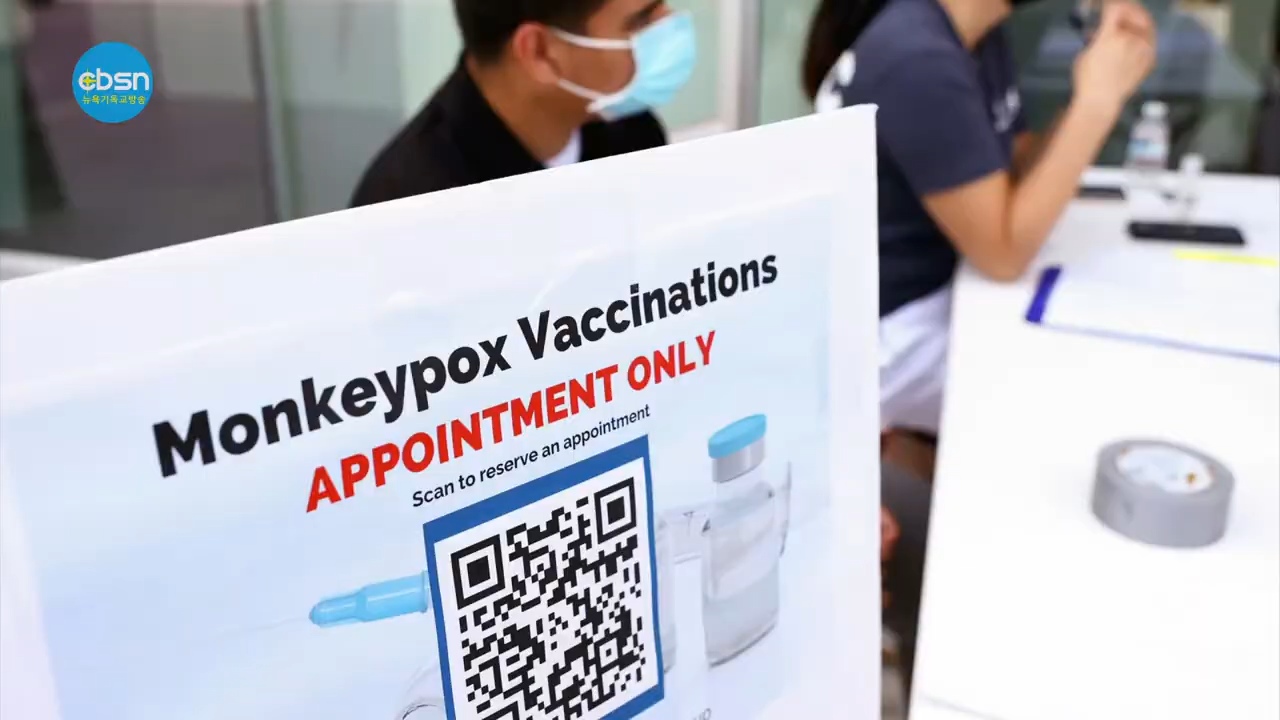 cbsn
뉴욕기독교방송
Monkeypox Vaccinations
APPOINTMENT ONLY
Scan to reserve an appointment